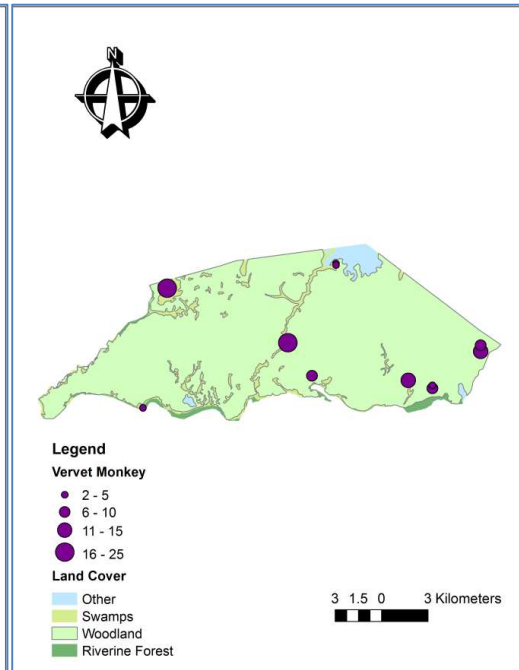 N
Legend
Vervet Monkey
2 - 5
6 - 10
11 - 15
16 - 25
Land Cover
Other
Swamps
Woodland
Riverine Forest
3 1.5 0 3 Kilometers